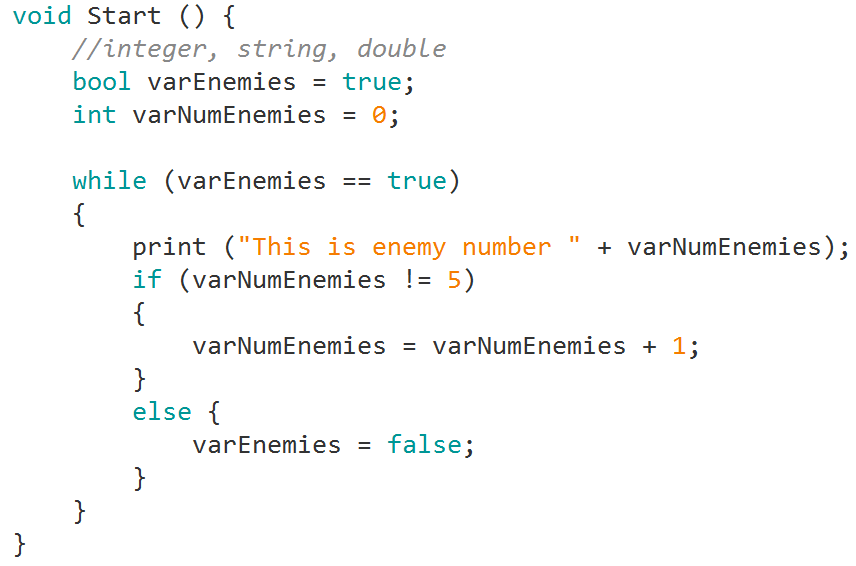 void Start () {
    //integer, string, double
    bool varEnemies = true;
    int varNumEnemies = 0;

    while (varEnemies == true)
    {
        print ("This is enemy number " + varNumEnemies);
        if (varNumEnemies != 5)
        {
            varNumEnemies = varNumEnemies + 1;
        }
        else {
            varEnemies = false;
        }
    }
}